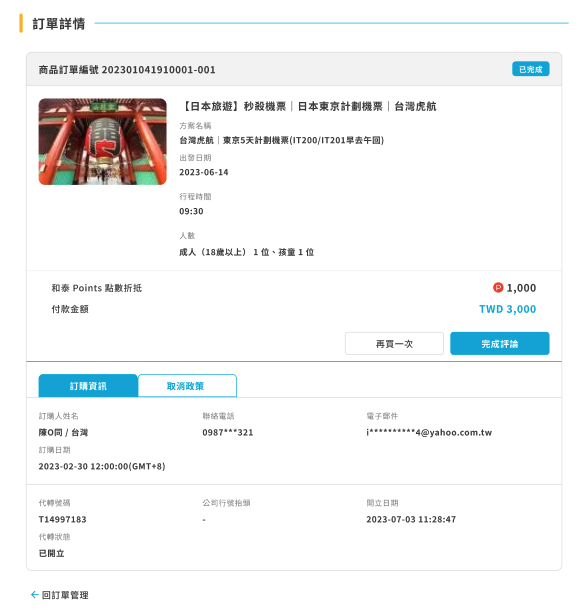 訂單詳情
商品訂單編號 202301041910001-001
已完成
【日本旅遊】秒殺機票｜日本東京計劃機票｜台灣虎航
方案名稱
台灣虎航｜東京5天計劃機票(IT200/IT201早去午回)
出發日期
2023-06-14
行程時間
09:30
人數
成人（18歲以上） 1 位、孩童 1 位
和泰 Points 點數折抵
P 1,000
付款金額
TWD 3,000
再買一次
完成評論
訂購資訊
取消政策
訂購人姓名
聯絡電話
電子郵件
陳O同 / 台灣
0987***321
i**********4@yahoo.com.tw
訂購日期
2023-02-30 12:00:00(GMT+8)
代轉號碼
公司行號抬頭
開立日期
T14997183
-
2023-07-03 11:28:47
代轉狀態
已開立
← 回訂單管理